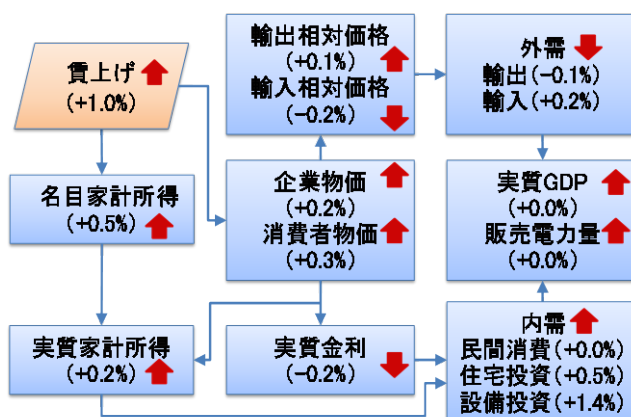 賃上げ
(+1.0%)
輸出相対価格
(+0.1%)
輸入相対価格
(-0.2%)
外需
輸出(-0.1%)
輸入(+0.2%)
名目家計所得
(+0.5%)
企業物価
(+0.2%)
消費者物価
(+0.3%)
実質GDP
(+0.0%)
販売電力量
(+0.0%)
実質家計所得
(+0.2%)
実質金利
(-0.2%)
内需
民間消費(+0.0%)
住宅投資(+0.5%)
設備投資(+1.4%)